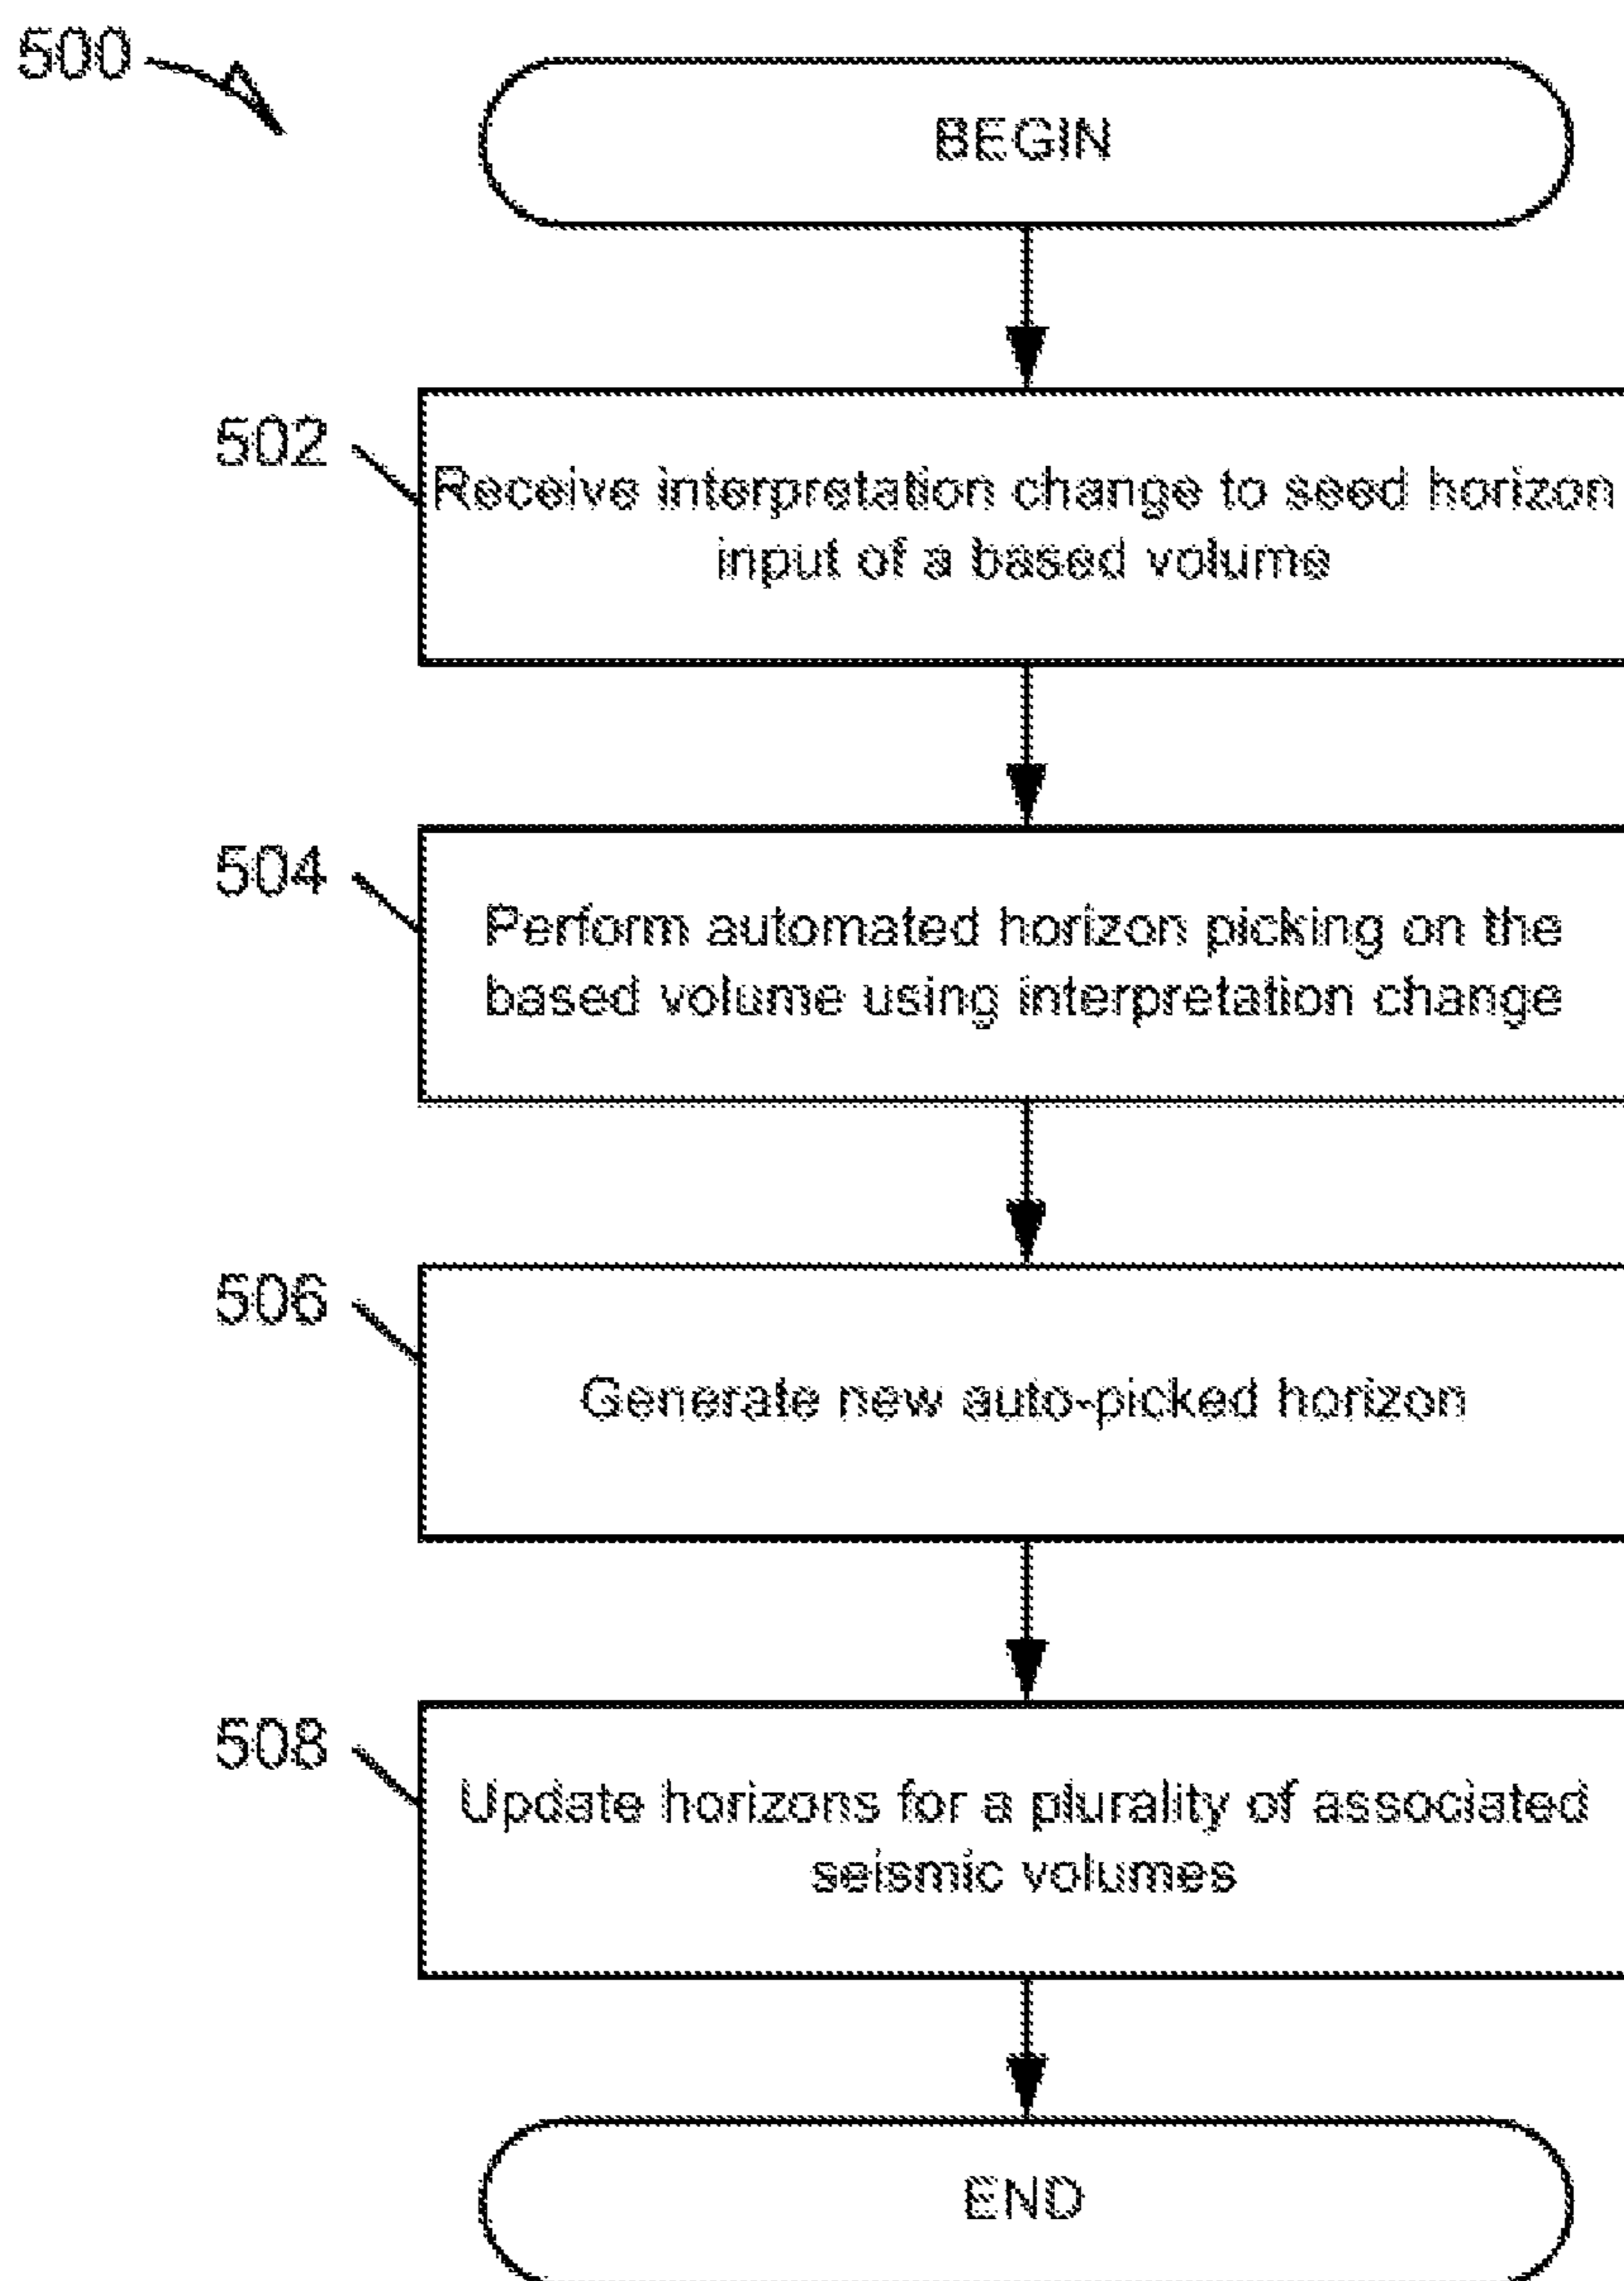 500
BEGIN
502
Receive interpretation change to seed horizon
input of a based volume
504
Perform automated horizon picking on the
based volume using interpretation change
506
Generate new auto-picked horizon
508
Update horizons for a plurality of associated
seismic volumes
END